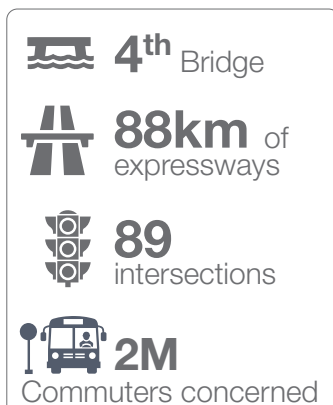 4th Bridge
88km of
expressways
89
intersections
2M
Commuters concerned